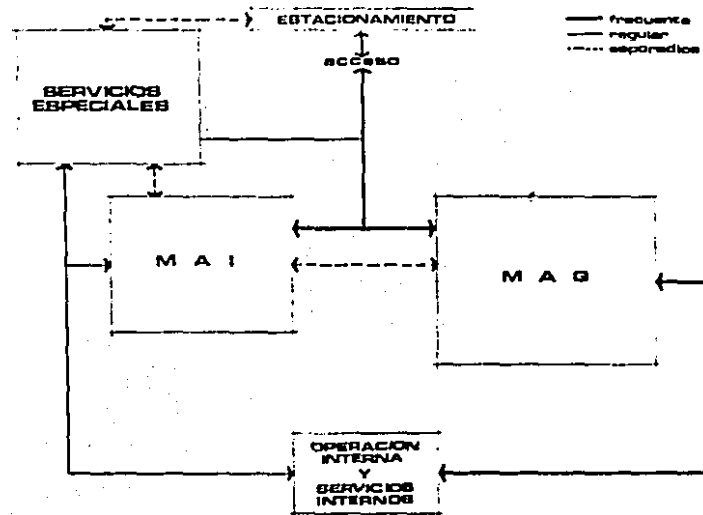 ESTACIONAMIENTO
acceso
frecuente
regular
esporadico
SERVICIOS
ESPECIALES
M A I
M A G
OPERACION
INTERNA
Y
SERVICIOS
INTERNOS